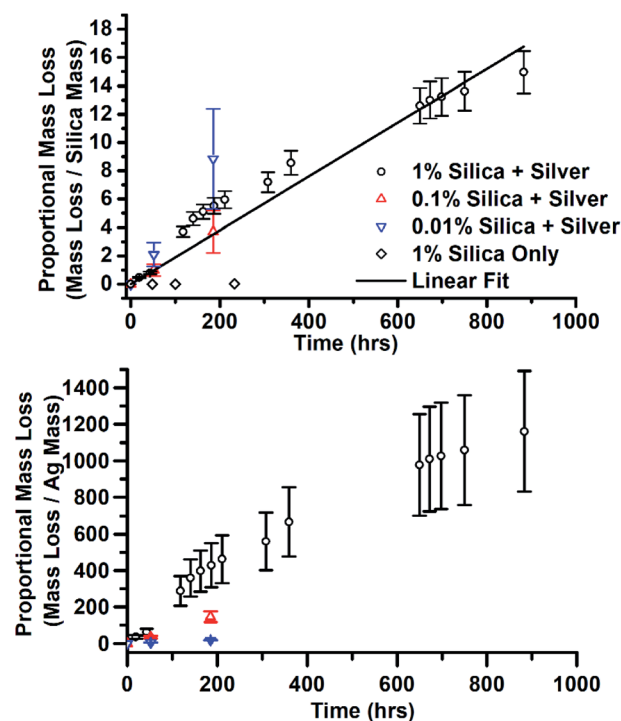 Proportional Mass Loss
(Mass Loss / Silica Mass)
18
16
14
12
10
8
6
4
2
0
1% Silica + Silver
0.1% Silica + Silver
0.01% Silica + Silver
1% Silica Only
Linear Fit
0 200 400 600 800 1000
Time (hrs)
Proportional Mass Loss
(Mass Loss / Ag Mass)
1400
1200
1000
800
600
400
200
0
0 200 400 600 800 1000
Time (hrs)